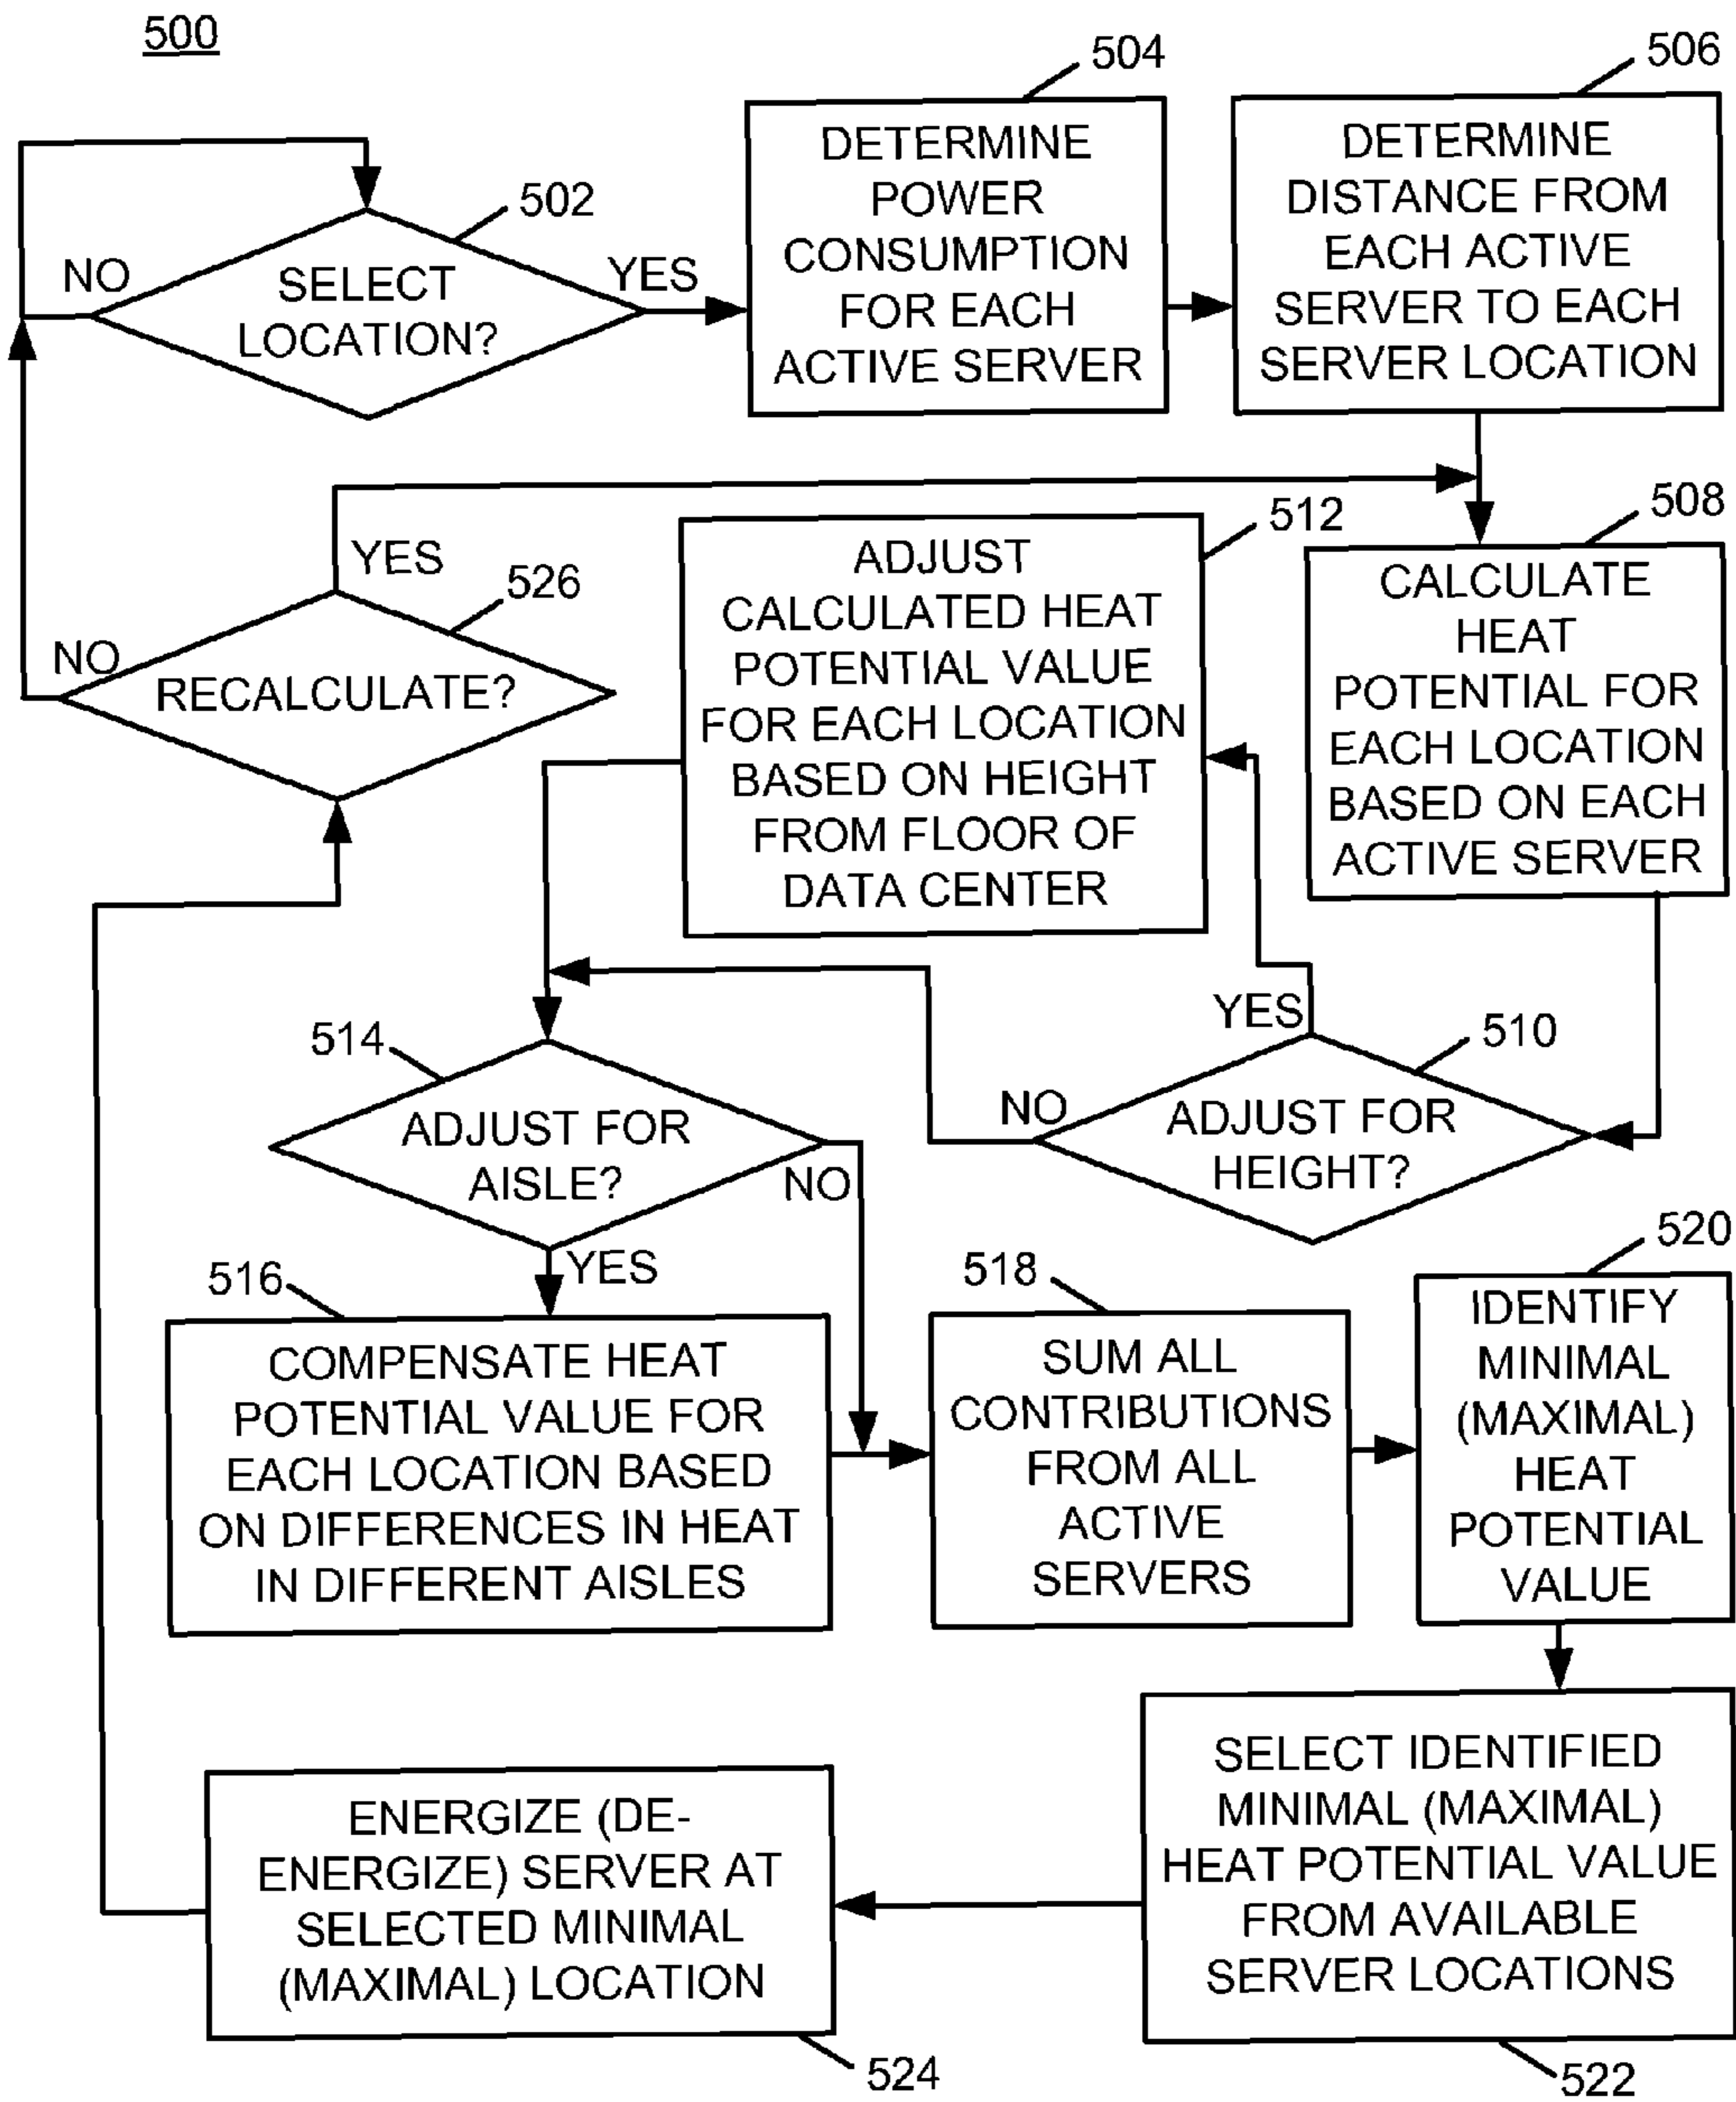 500
504
506
502
NO
SELECT
LOCATION?
YES
DETERMINE
POWER
CONSUMPTION
FOR EACH
ACTIVE SERVER
DETERMINE
DISTANCE FROM
EACH ACTIVE
SERVER TO EACH
SERVER LOCATION
508
512
YES
526
NO
RECALCULATE?
ADJUST
CALCULATED HEAT
POTENTIAL VALUE
FOR EACH LOCATION
BASED ON HEIGHT
FROM FLOOR OF
DATA CENTER
CALCULATE
HEAT
POTENTIAL FOR
EACH LOCATION
BASED ON EACH
ACTIVE SERVER
YES
510
514
NO
ADJUST FOR
HEIGHT?
ADJUST FOR
AISLE?
NO
YES
516
518
520
COMPENSATE HEAT
POTENTIAL VALUE FOR
EACH LOCATION BASED
ON DIFFERENCES IN HEAT
IN DIFFERENT AISLES
SUM ALL
CONTRIBUTIONS
FROM ALL
ACTIVE
SERVERS
IDENTIFY
MINIMAL
(MAXIMAL)
HEAT
POTENTIAL
VALUE
SELECT IDENTIFIED
MINIMAL (MAXIMAL)
HEAT POTENTIAL VALUE
FROM AVAILABLE
SERVER LOCATIONS
522
ENERGIZE (DE-
ENERGIZE) SERVER AT
SELECTED MINIMAL
(MAXIMAL) LOCATION
524